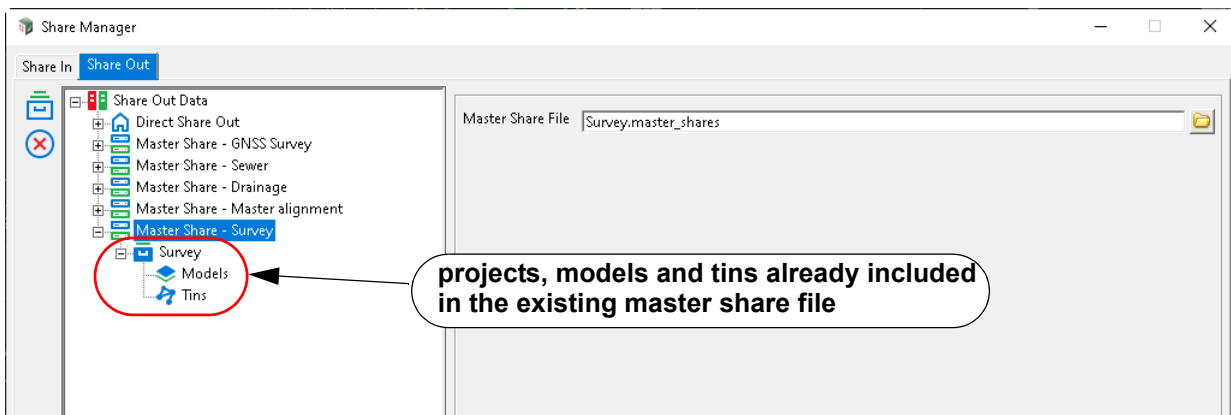 Share Manager
Share In Share Out
Share Out Data
Direct Share Out
Master Share - GNSS Survey
Master Share - Sewer
Master Share - Drainage
Master Share - Master alignment
Master Share - Survey
Survey
Models
Tins
Master Share File Survey.master_shares
projects, models and tins already included
in the existing master share file